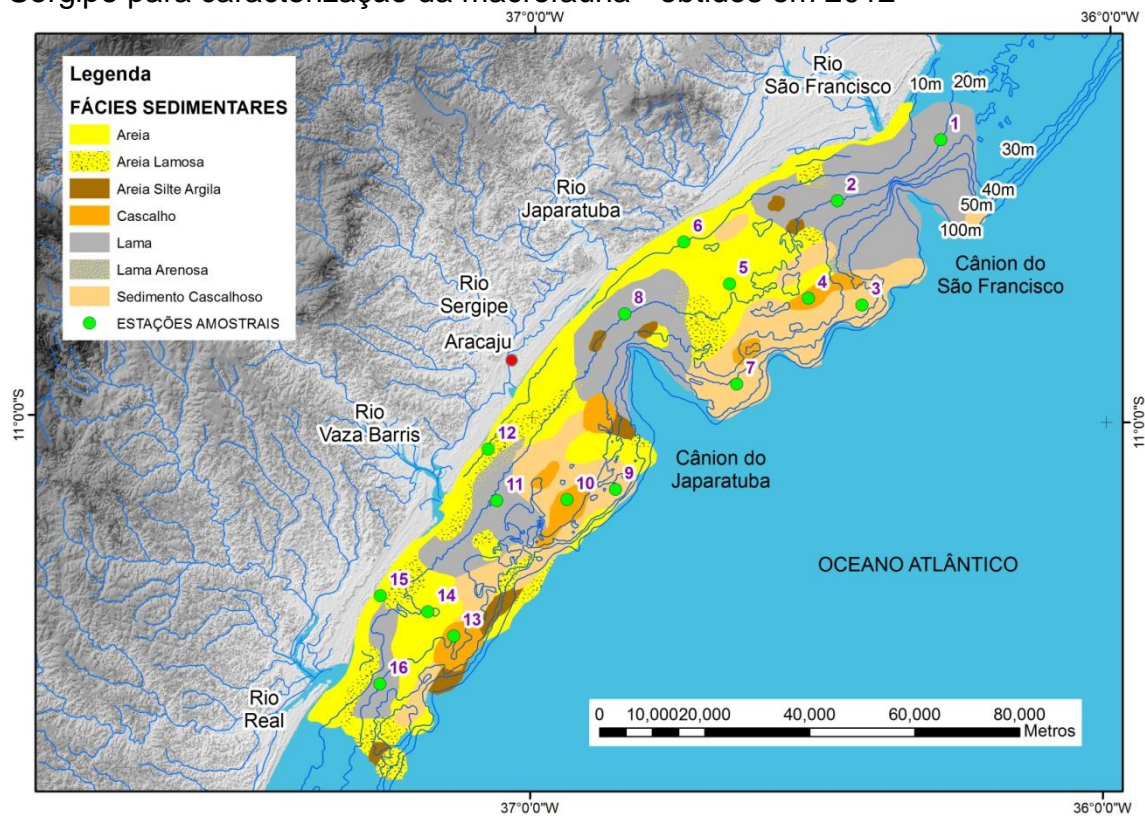 Sergipe para caracterização da macrofauna - obtidos em 2012
37°0'0"W
36°0'0"W
Legenda
FÁCIES SEDIMENTARES
Areia
Areia Lamosa
Areia Silte Argila
Cascalho
Lama
Lama Arenosa
Sedimento Cascalhoso
ESTAÇÕES AMOSTRAIS
Rio
São Francisco
10m
20m
30m
40m
50m
100m
Rio
Japaratuba
Rio
Sergipe
Aracaju
Cânion do
São Francisco
11°0'0"S
11°0'0"S
Rio
Vaza Barris
Cânion do
Japaratuba
OCEANO ATLÂNTICO
Rio
Real
1
2
3
4
5
6
7
8
9
10
11
12
13
14
15
16
0 10,00020,000 40,000 60,000 80,000
Metros
37°0'0"W
36°0'0"W